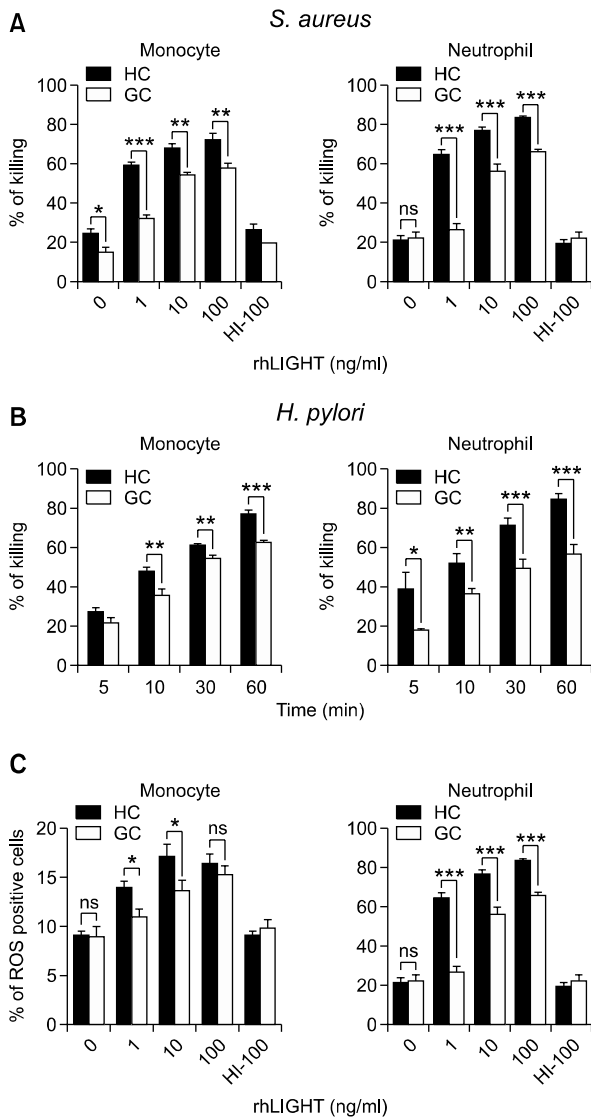 A
S. aureus
Monocyte
Neutrophil
HC
GC
HC
GC
% of killing
100
80
60
40
20
0
*
***
**
**
0
1
10
100
HI-100
% of killing
100
80
60
40
20
0
ns
***
***
***
0
1
10
100
HI-100
rhLIGHT (ng/ml)
B
H. pylori
Monocyte
Neutrophil
HC
GC
HC
GC
% of killing
100
80
60
40
20
0
**
**
***
5
10
30
60
% of killing
100
80
60
40
20
0
*
**
***
***
5
10
30
60
Time (min)
C
Monocyte
Neutrophil
HC
GC
HC
GC
% of ROS positive cells
20
15
10
5
0
ns
*
*
ns
0
1
10
100
HI-100
100
80
60
40
20
0
ns
***
***
***
0
1
10
100
HI-100
rhLIGHT (ng/ml)